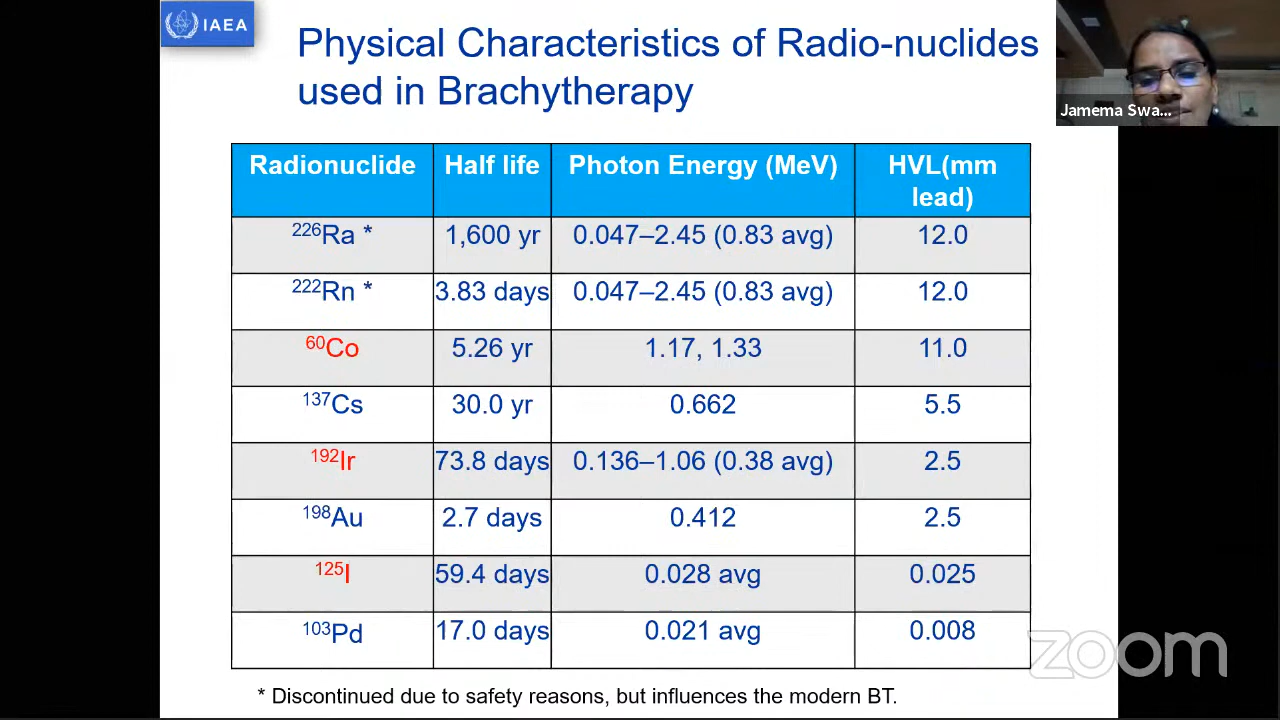 IAEA
Physical Characteristics of Radio-nuclides
used in Brachytherapy
Jamema Swa...
Radionuclide Half life Photon Energy (MeV) HVL(mm
lead)
²²⁶Ra * 1,600 yr 0.047–2.45 (0.83 avg) 12.0
²²²Rn * 3.83 days 0.047–2.45 (0.83 avg) 12.0
⁶⁰Co 5.26 yr 1.17, 1.33 11.0
¹³⁷Cs 30.0 yr 0.662 5.5
¹⁹²Ir 73.8 days 0.136–1.06 (0.38 avg) 2.5
¹⁹⁸Au 2.7 days 0.412 2.5
¹²⁵I 59.4 days 0.028 avg 0.025
¹⁰³Pd 17.0 days 0.021 avg 0.008
zoom
* Discontinued due to safety reasons, but influences the modern BT.